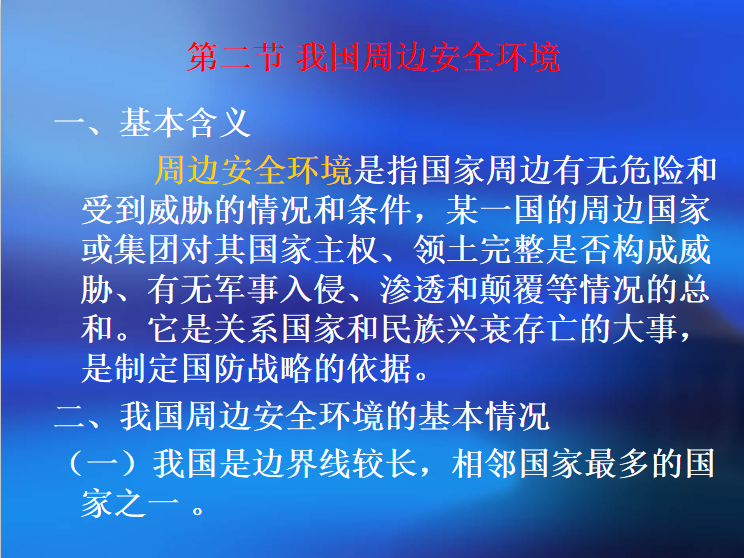 第二节 我国周边安全环境
一、基本含义
周边安全环境是指国家周边有无危险和
受到威胁的情况和条件，某一国的周边国家
或集团对其国家主权、领土完整是否构成威
胁、有无军事入侵、渗透和颠覆等情况的总
和。它是关系国家和民族兴衰存亡的大事，
是制定国防战略的依据。
二、我国周边安全环境的基本情况
（一）我国是边界线较长，相邻国家最多的国
家之一 。